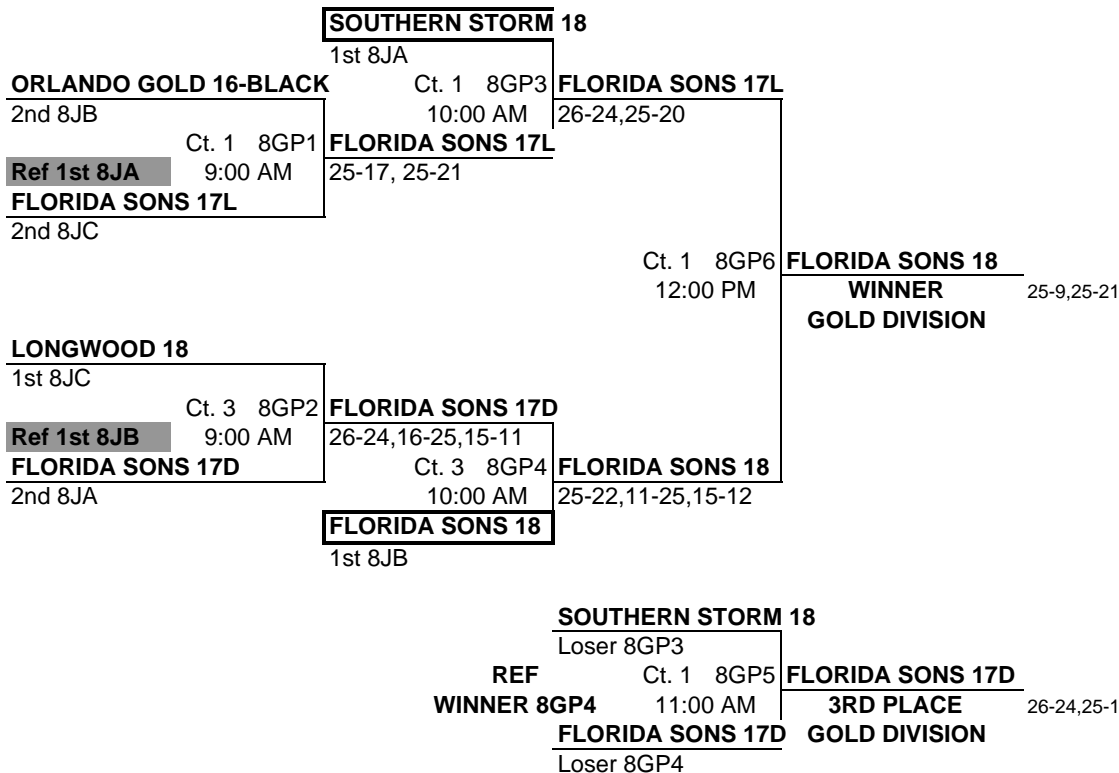 SOUTHERN STORM 18
1st 8JA
ORLANDO GOLD 16-BLACK Ct. 1 8GP3 FLORIDA SONS 17L
2nd 8JB 10:00 AM 26-24,25-20
Ct. 1 8GP1 FLORIDA SONS 17L
Ref 1st 8JA 9:00 AM 25-17, 25-21
FLORIDA SONS 17L
2nd 8JC
Ct. 1 8GP6 FLORIDA SONS 18
12:00 PM WINNER 25-9,25-21
GOLD DIVISION
LONGWOOD 18
1st 8JC
Ct. 3 8GP2 FLORIDA SONS 17D
Ref 1st 8JB 9:00 AM 26-24,16-25,15-11
FLORIDA SONS 17D Ct. 3 8GP4 FLORIDA SONS 18
2nd 8JA 10:00 AM 25-22,11-25,15-12
FLORIDA SONS 18
1st 8JB
SOUTHERN STORM 18
Loser 8GP3
REF Ct. 1 8GP5 FLORIDA SONS 17D
WINNER 8GP4 11:00 AM 3RD PLACE 26-24,25-1
FLORIDA SONS 17D GOLD DIVISION
Loser 8GP4